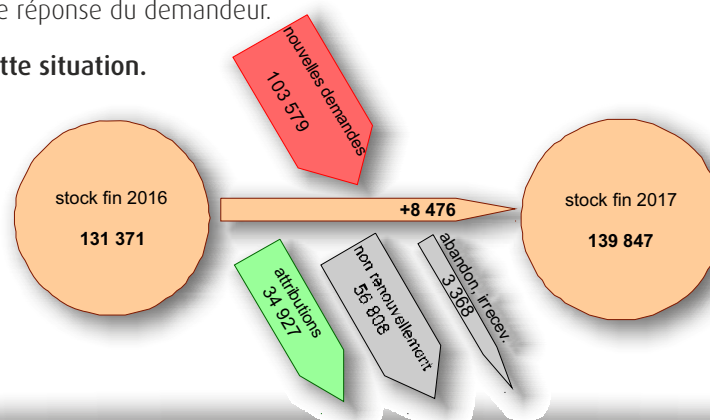 e réponse du demandeur.
tte situation.
nouvelles demandes
103 579
stock fin 2016
131 371
+8 476
stock fin 2017
139 847
attributions
34 927
non renouvellement
56 808
abandon, irrecev.
3 368